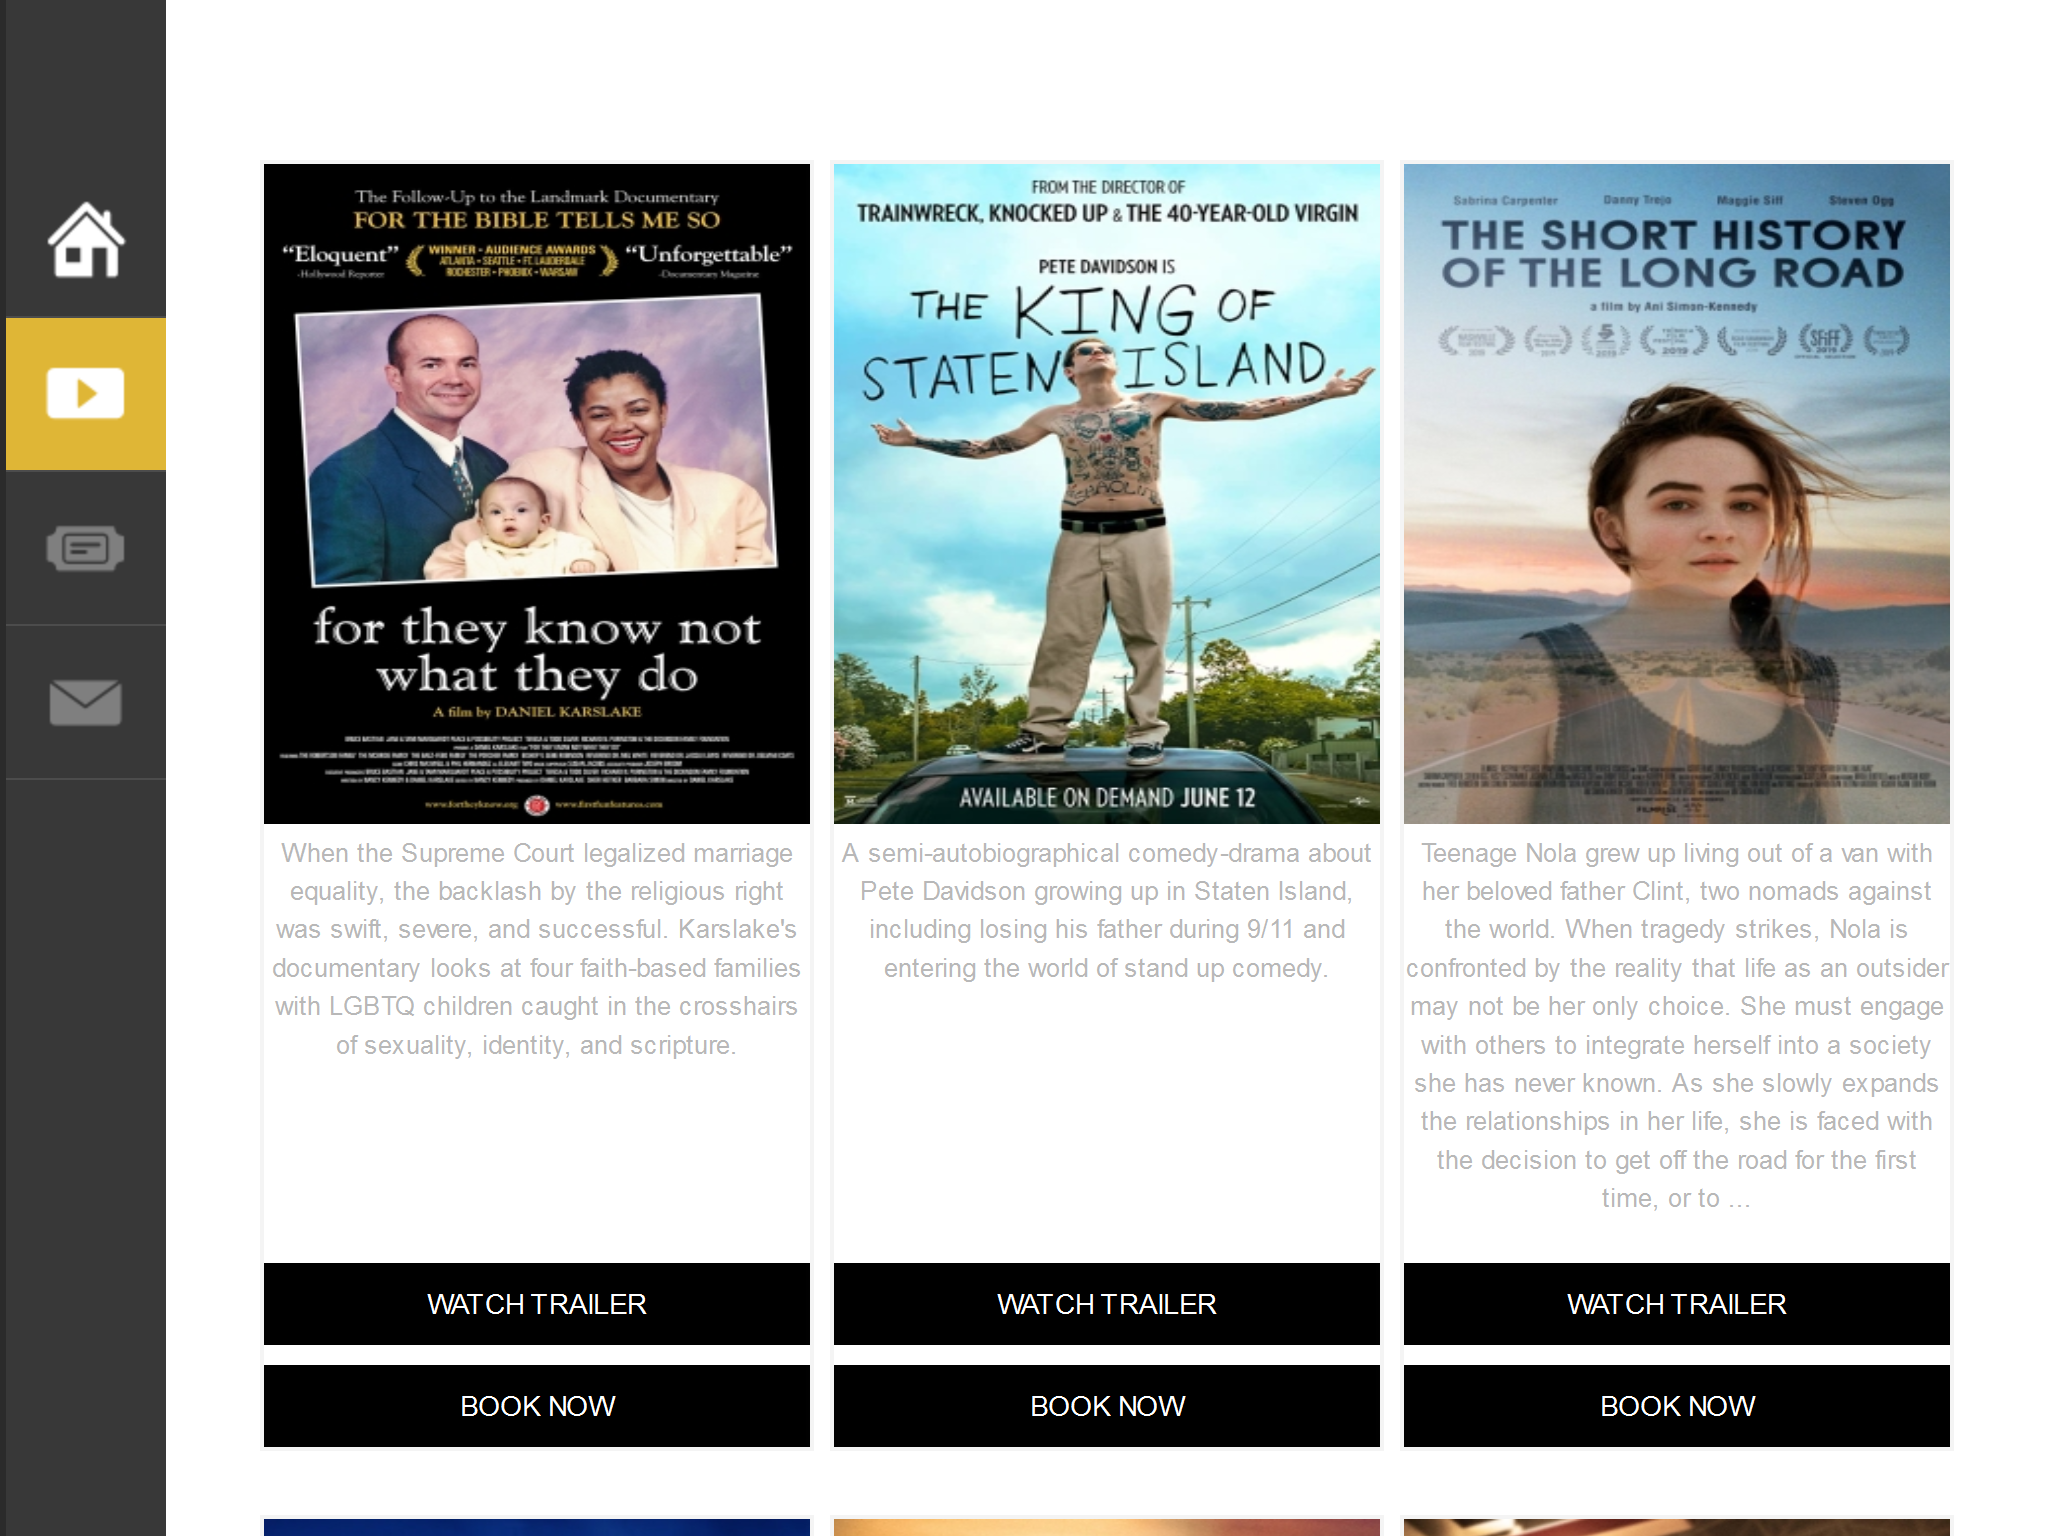 The Follow-Up to the Landmark Documentary
FOR THE BIBLE TELLS ME SO
“Eloquent”
-Hollywood Reporter
WINNER - AUDIENCE AWARDS
ATLANTA - SEATTLE - FT. LAUDERDALE
ROCHESTER - PHOENIX - WARSAW
“Unforgettable”
-Documentary Magazine
for they know not
what they do
A film by DANIEL KARSLAKE
www.fortheyknow.org
www.firstrunfeatures.com
When the Supreme Court legalized marriage
equality, the backlash by the religious right
was swift, severe, and successful. Karslake's
documentary looks at four faith-based families
with LGBTQ children caught in the crosshairs
of sexuality, identity, and scripture.
WATCH TRAILER
BOOK NOW
FROM THE DIRECTOR OF
TRAINWRECK, KNOCKED UP & THE 40-YEAR-OLD VIRGIN
PETE DAVIDSON IS
THE KING OF
STATEN ISLAND
AVAILABLE ON DEMAND JUNE 12
A semi-autobiographical comedy-drama about
Pete Davidson growing up in Staten Island,
including losing his father during 9/11 and
entering the world of stand up comedy.
WATCH TRAILER
BOOK NOW
Sabrina Carpenter Danny Trejo Maggie Siff Steven Ogg
THE SHORT HISTORY
OF THE LONG ROAD
a film by Ani Simon-Kennedy
Teenage Nola grew up living out of a van with
her beloved father Clint, two nomads against
the world. When tragedy strikes, Nola is
confronted by the reality that life as an outsider
may not be her only choice. She must engage
with others to integrate herself into a society
she has never known. As she slowly expands
the relationships in her life, she is faced with
the decision to get off the road for the first
time, or to ...
WATCH TRAILER
BOOK NOW